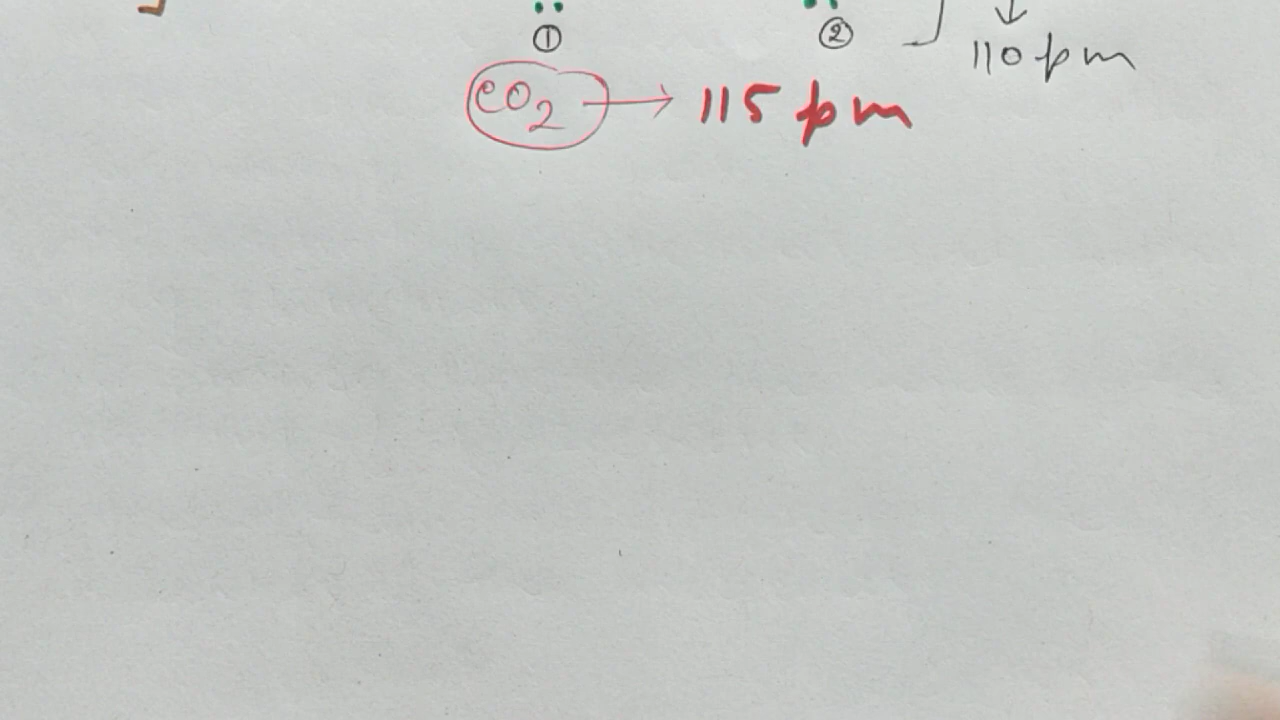 ① ② ↓
110 pm
CO₂ → 115 pm